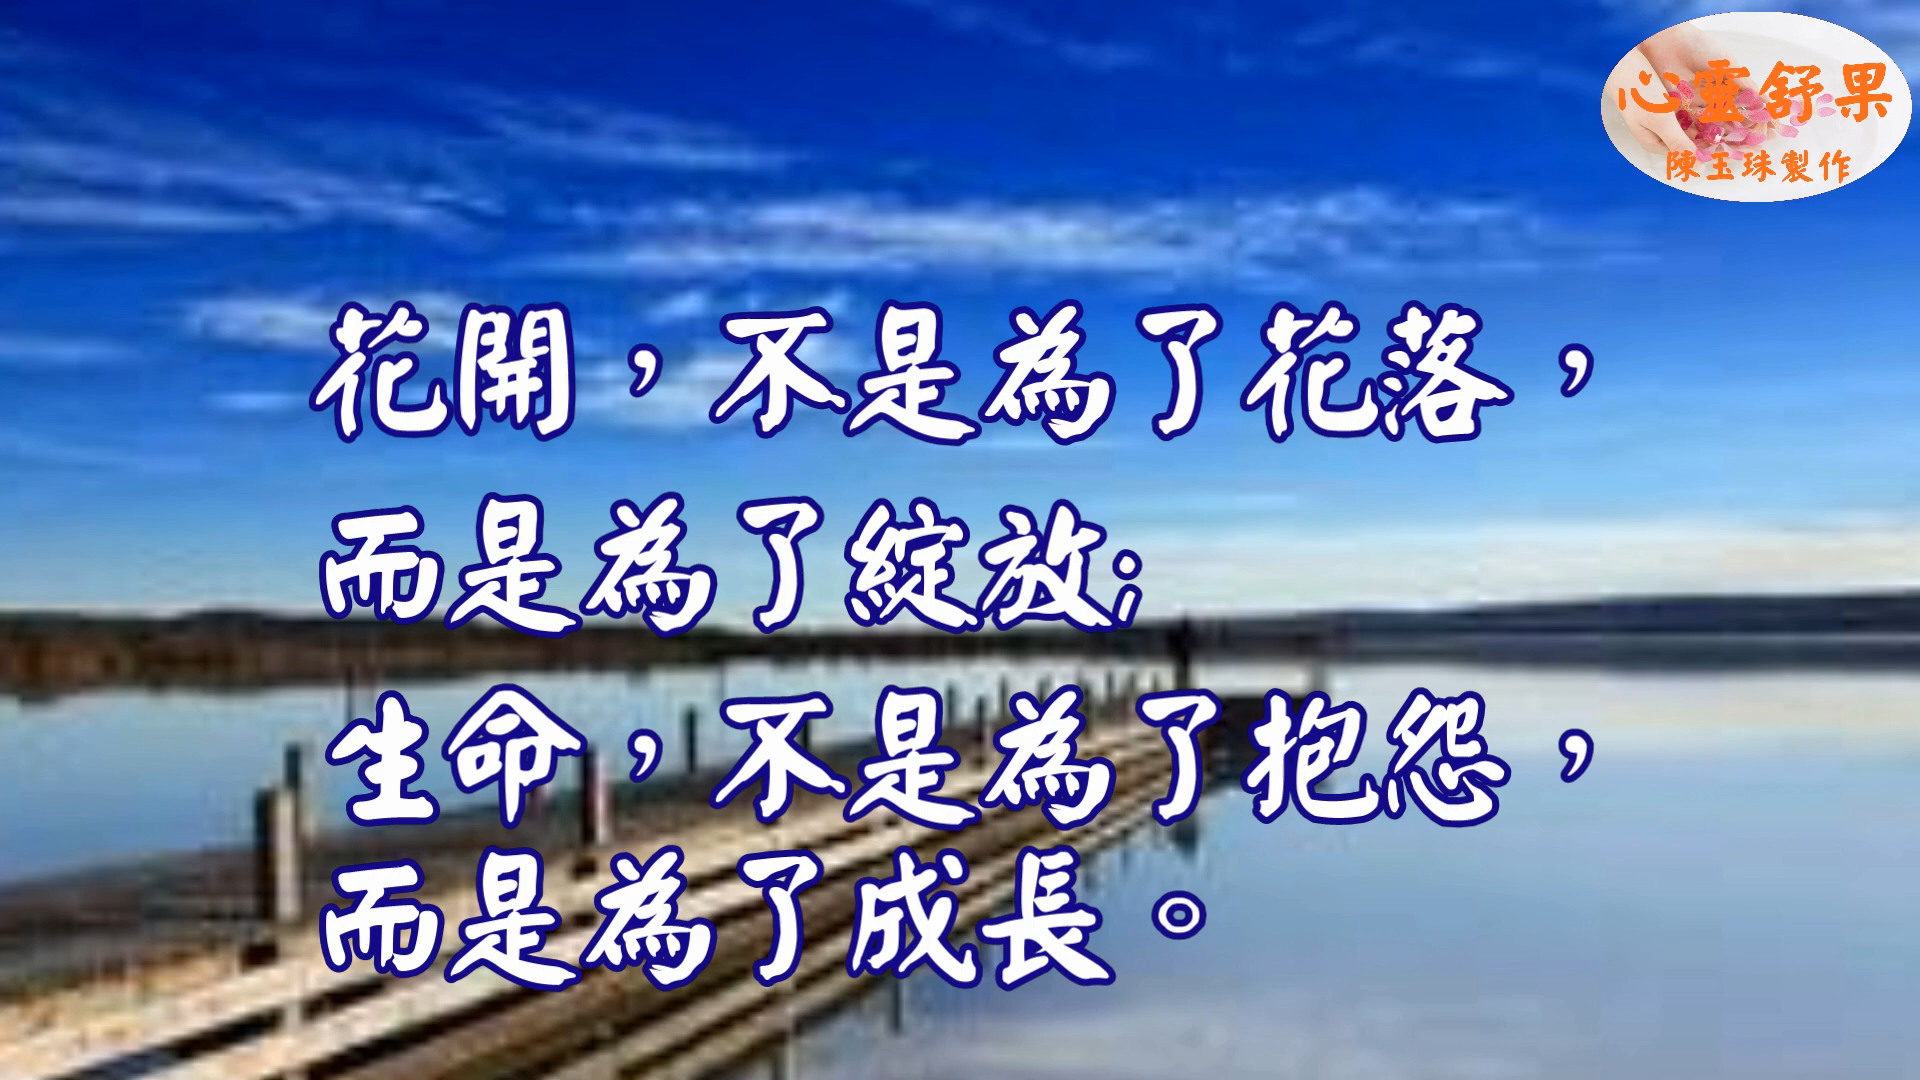 心靈舒果
陳玉珠製作
花開，不是為了花落，
而是為了綻放;
生命，不是為了抱怨，
而是為了成長。